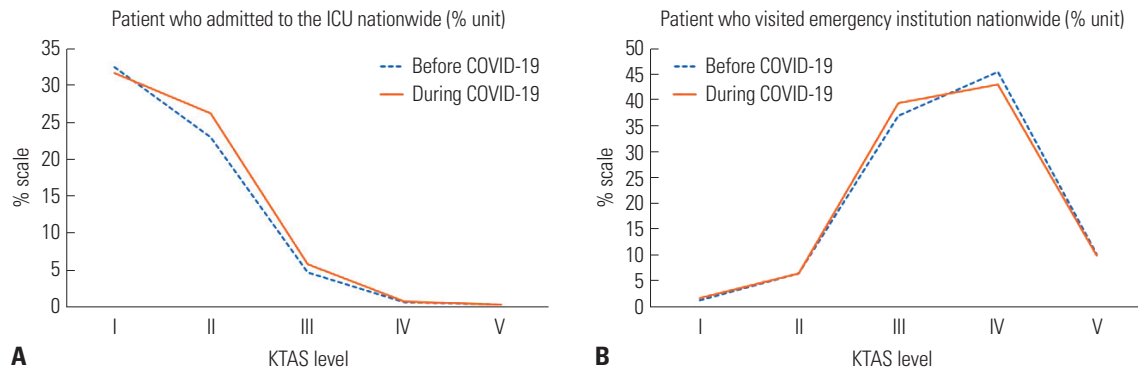 Patient who admitted to the ICU nationwide (% unit)
35
30
25
20
15
10
5
0
% scale
Before COVID-19
During COVID-19
I II III IV V
KTAS level
A
Patient who visited emergency institution nationwide (% unit)
50
45
40
35
30
25
20
15
10
5
0
% scale
Before COVID-19
During COVID-19
I II III IV V
KTAS level
B